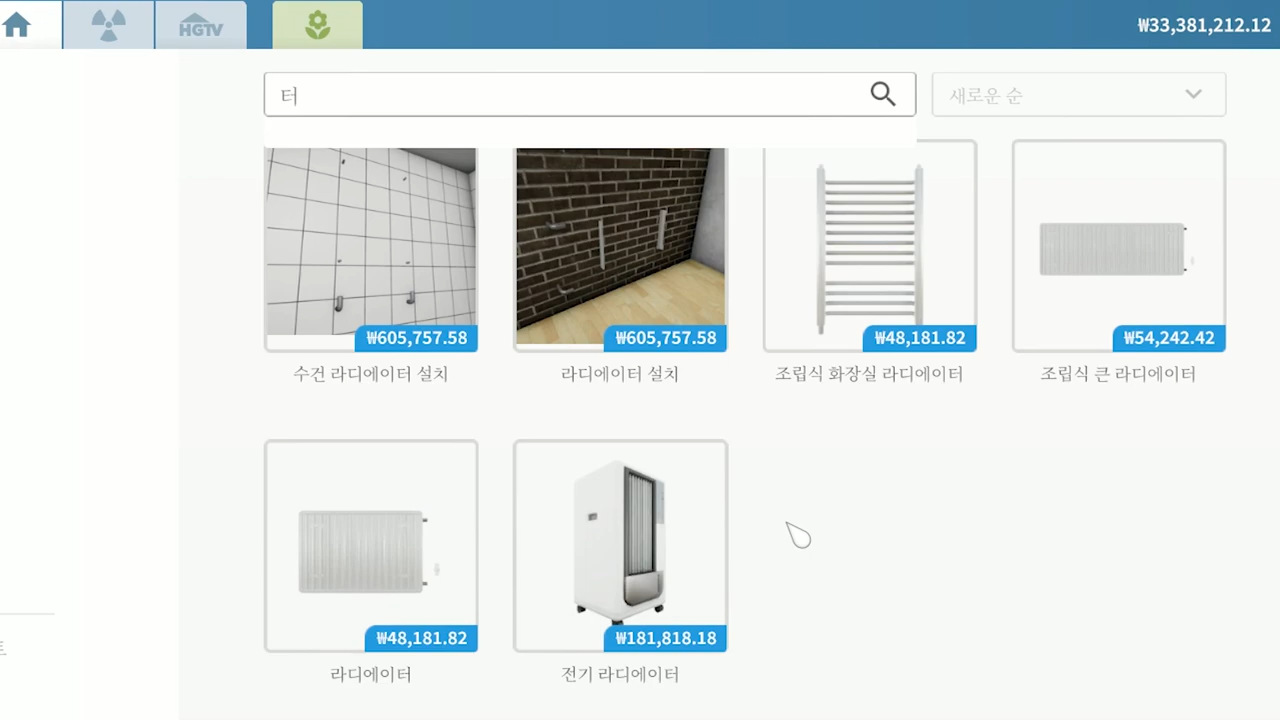 HGTV
₩33,381,212.12
터
새로운 순
₩605,757.58
₩605,757.58
₩48,181.82
₩54,242.42
수건 라디에이터 설치
라디에이터 설치
조립식 화장실 라디에이터
조립식 큰 라디에이터
₩48,181.82
₩181,818.18
라디에이터
전기 라디에이터